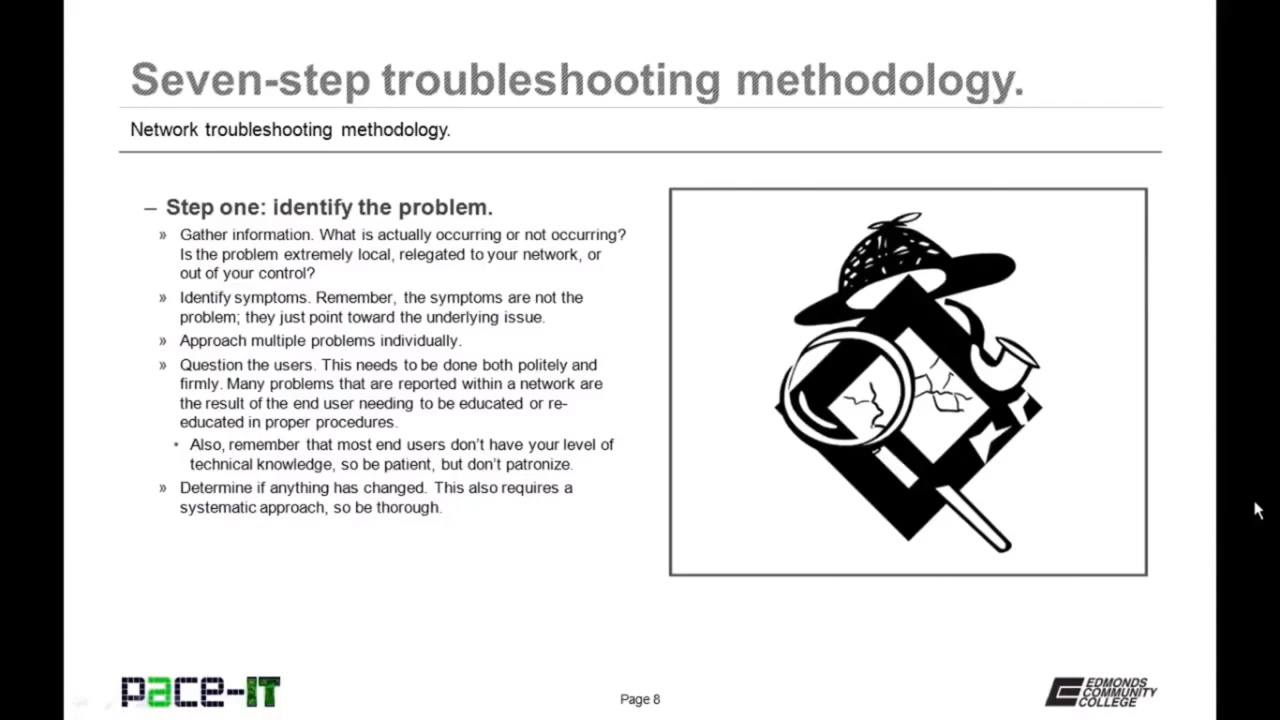 Seven-step troubleshooting methodology.
Network troubleshooting methodology.
– Step one: identify the problem.
» Gather information. What is actually occurring or not occurring?
Is the problem extremely local, relegated to your network, or
out of your control?
» Identify symptoms. Remember, the symptoms are not the
problem; they just point toward the underlying issue.
» Approach multiple problems individually.
» Question the users. This needs to be done both politely and
firmly. Many problems that are reported within a network are
the result of the end user needing to be educated or re-
educated in proper procedures.
• Also, remember that most end users don't have your level of
technical knowledge, so be patient, but don't patronize.
» Determine if anything has changed. This also requires a
systematic approach, so be thorough.
pace-IT
Page 8
EDMONDS
COMMUNITY
COLLEGE